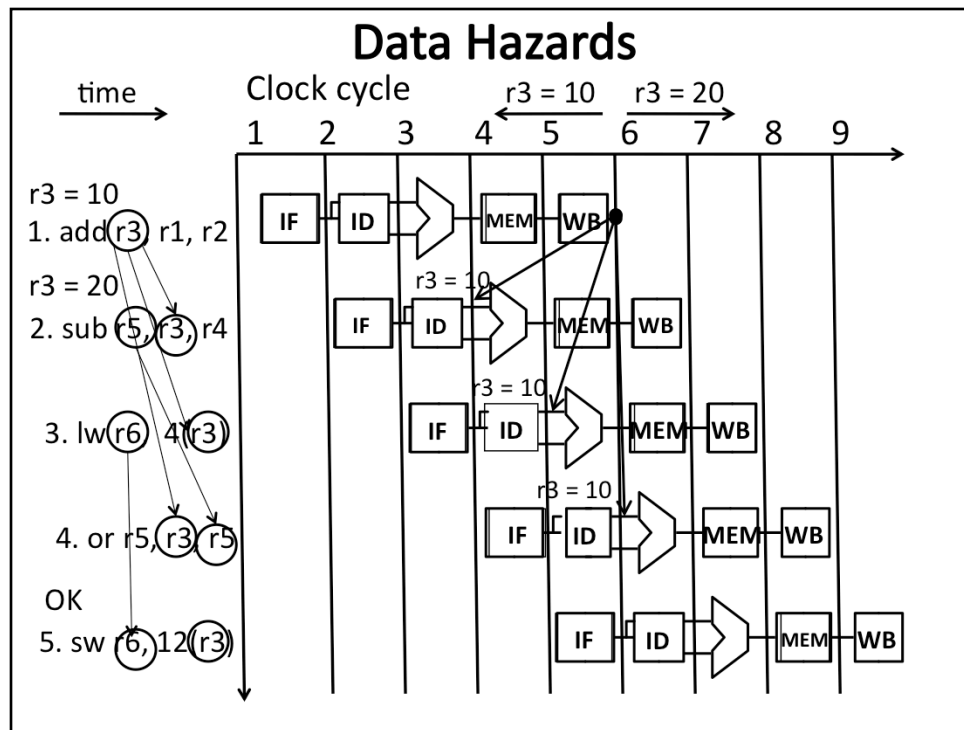 Data Hazards
time
Clock cycle
r3 = 10 r3 = 20
1 2 3 4 5 6 7 8 9
r3 = 10
1. add r3, r1, r2
IF ID MEM WB
r3 = 20
r3 = 10
2. sub r5, r3, r4
IF ID MEM WB
r3 = 10
3. lw r6, 4(r3)
IF ID MEM WB
r3 = 10
4. or r5, r3, r5
IF ID MEM WB
OK
5. sw r6, 12(r3)
IF ID MEM WB